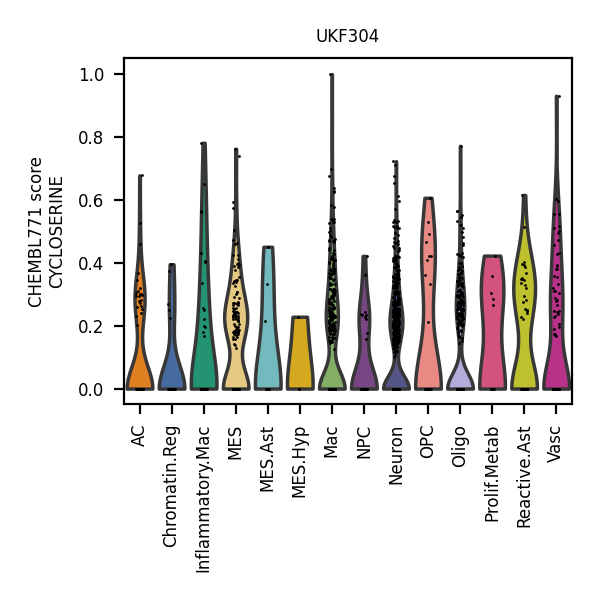 UKF304
CHEMBL771 score
CYCLOSERINE
1.0
0.8
0.6
0.4
0.2
0.0
AC
Chromatin.Reg
Inflammatory.Mac
MES
MES.Ast
MES.Hyp
Mac
NPC
Neuron
OPC
Oligo
Prolif.Metab
Reactive.Ast
Vasc